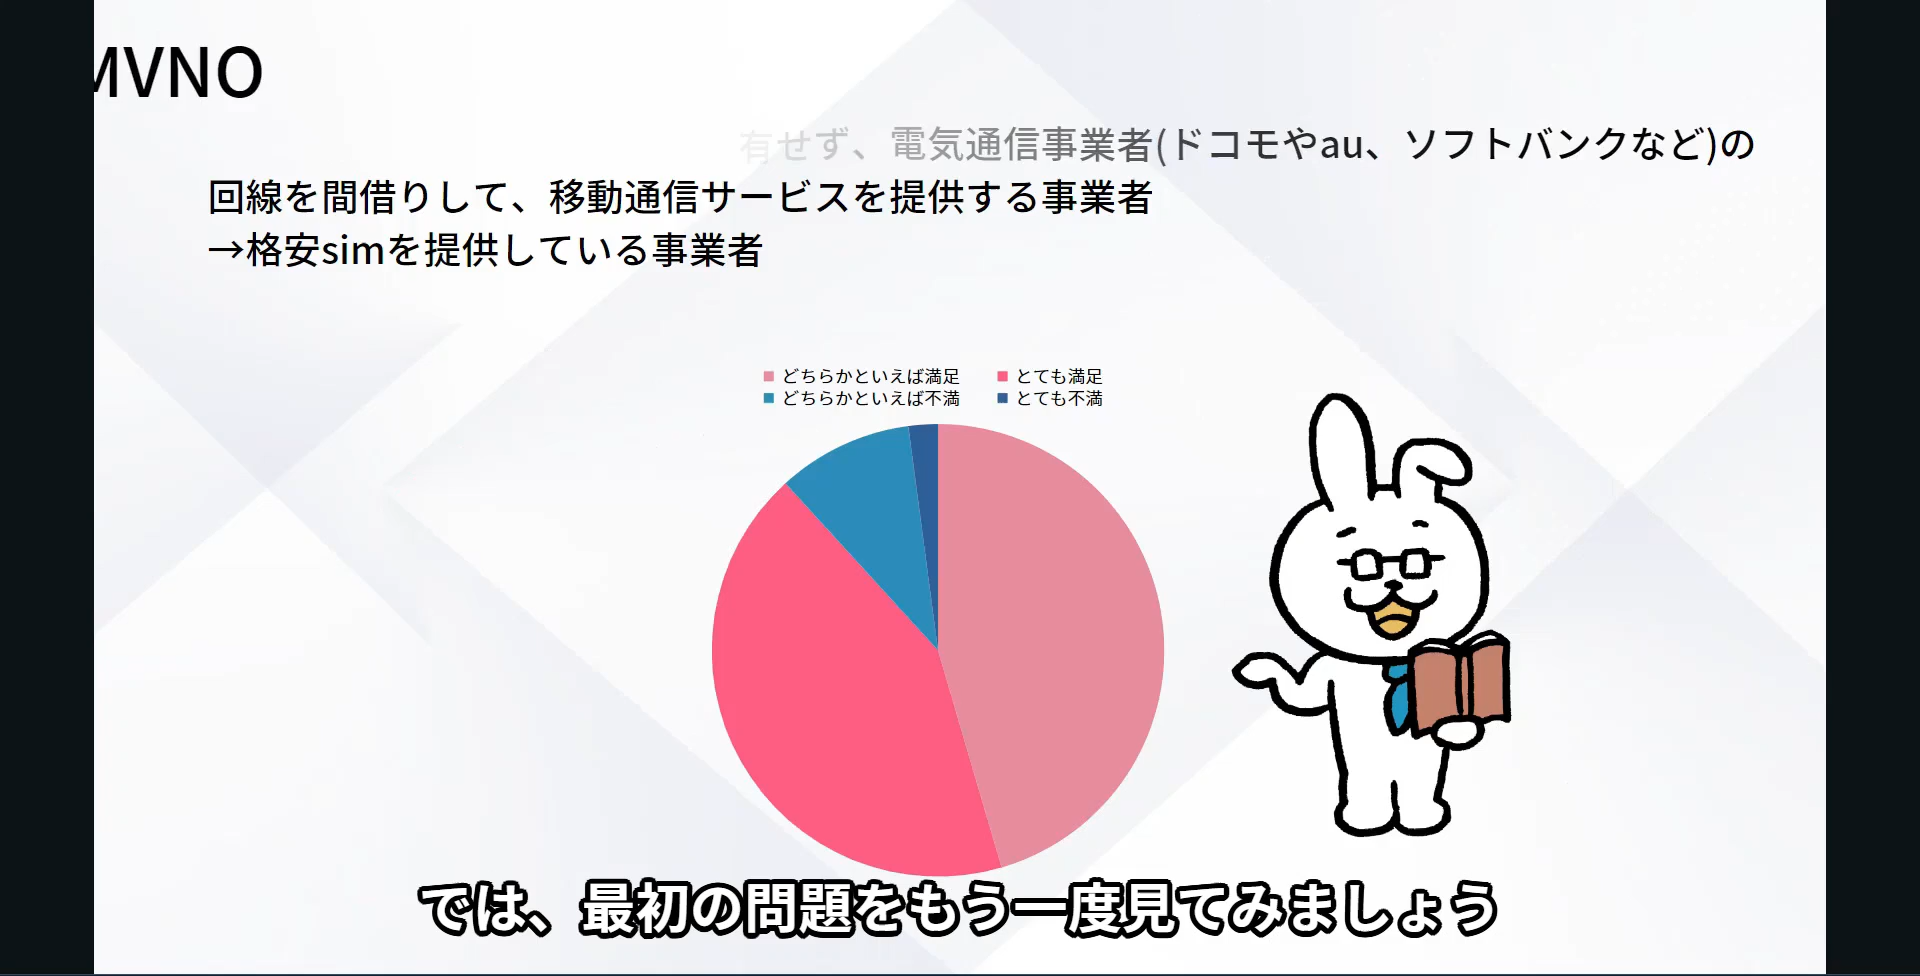 MVNO
有せず、電気通信事業者(ドコモやau、ソフトバンクなど)の
回線を間借りして、移動通信サービスを提供する事業者
→格安simを提供している事業者
どちらかといえば満足 とても満足
どちらかといえば不満 とても不満
では、最初の問題をもう一度見てみましょう